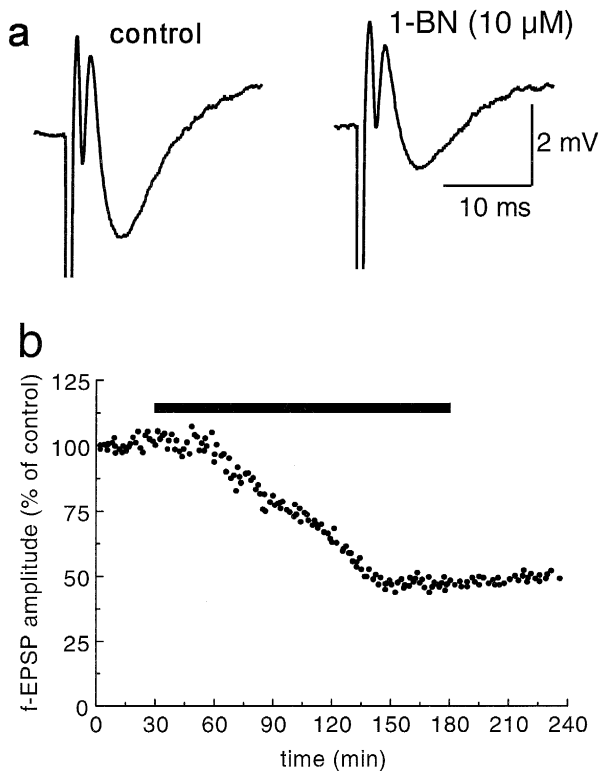 a
control
1-BN (10 µM)
2 mV
10 ms
b
f-EPSP amplitude (% of control)
125
100
75
50
25
0
0 30 60 90 120 150 180 210 240
time (min)